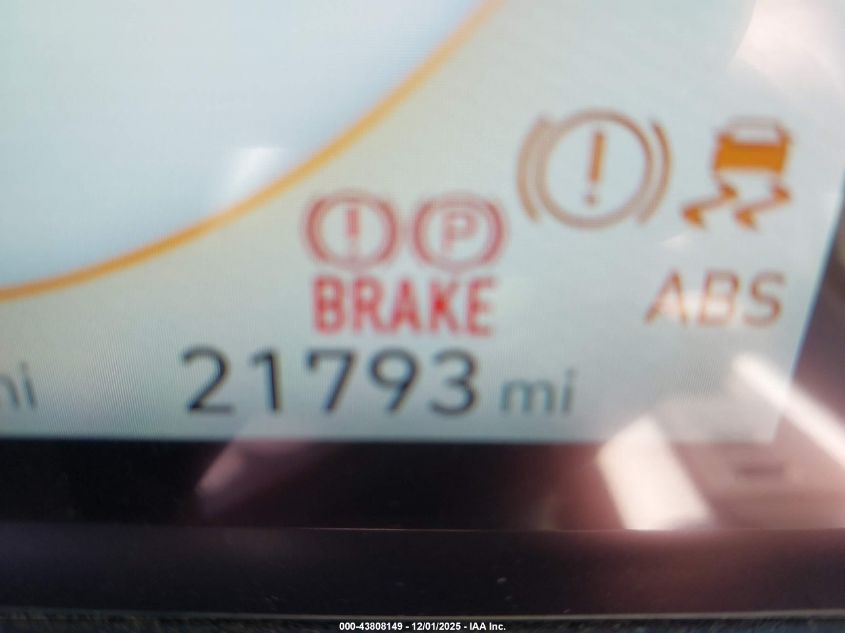 ! P !
BRAKE
ABS
21793 mi
000-43808149 - 12/01/2025 - IAA Inc.